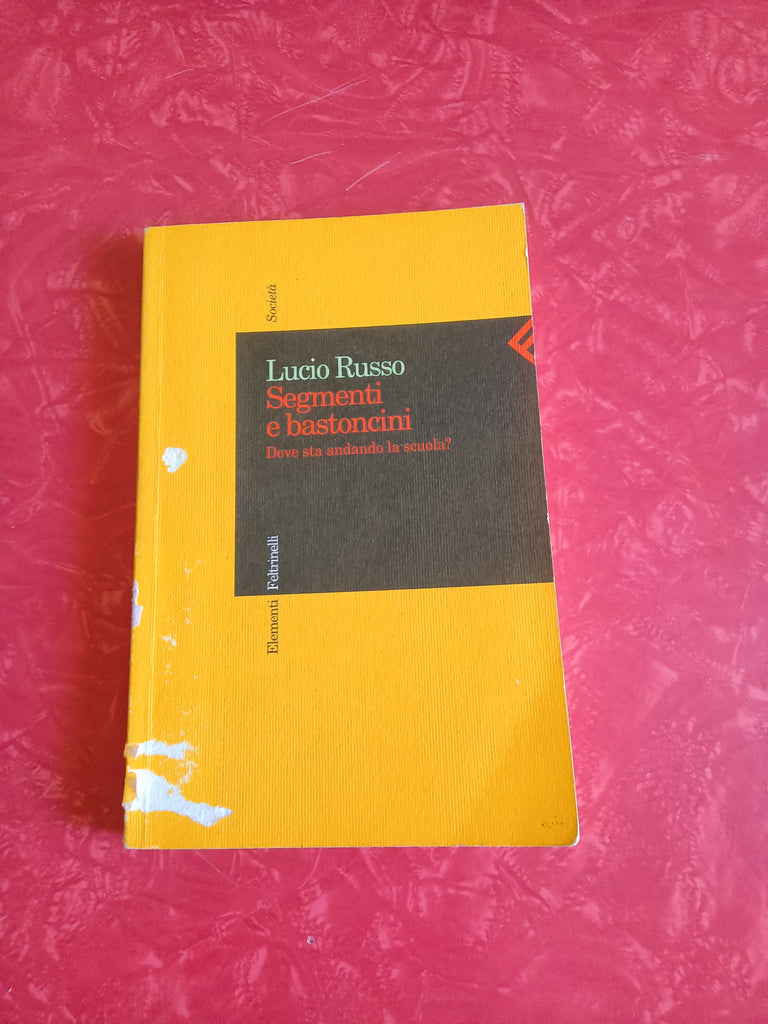 Società
Lucio Russo
Segmenti
e bastoncini
Dove sta andando la scuola?
Elementi Feltrinelli